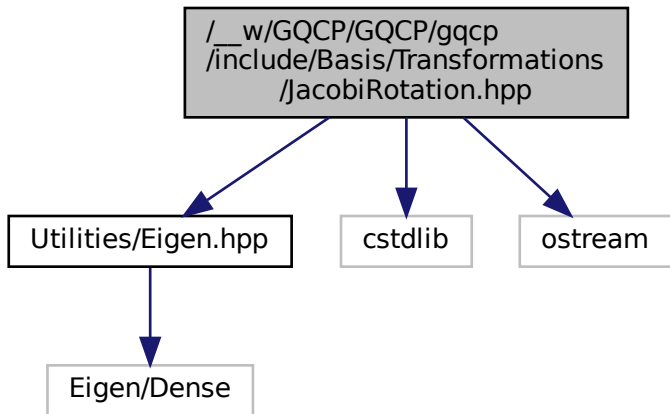 /__w/GQCP/GQCP/gqcp
/include/Basis/Transformations
/JacobiRotation.hpp
Utilities/Eigen.hpp
cstdlib
ostream
Eigen/Dense